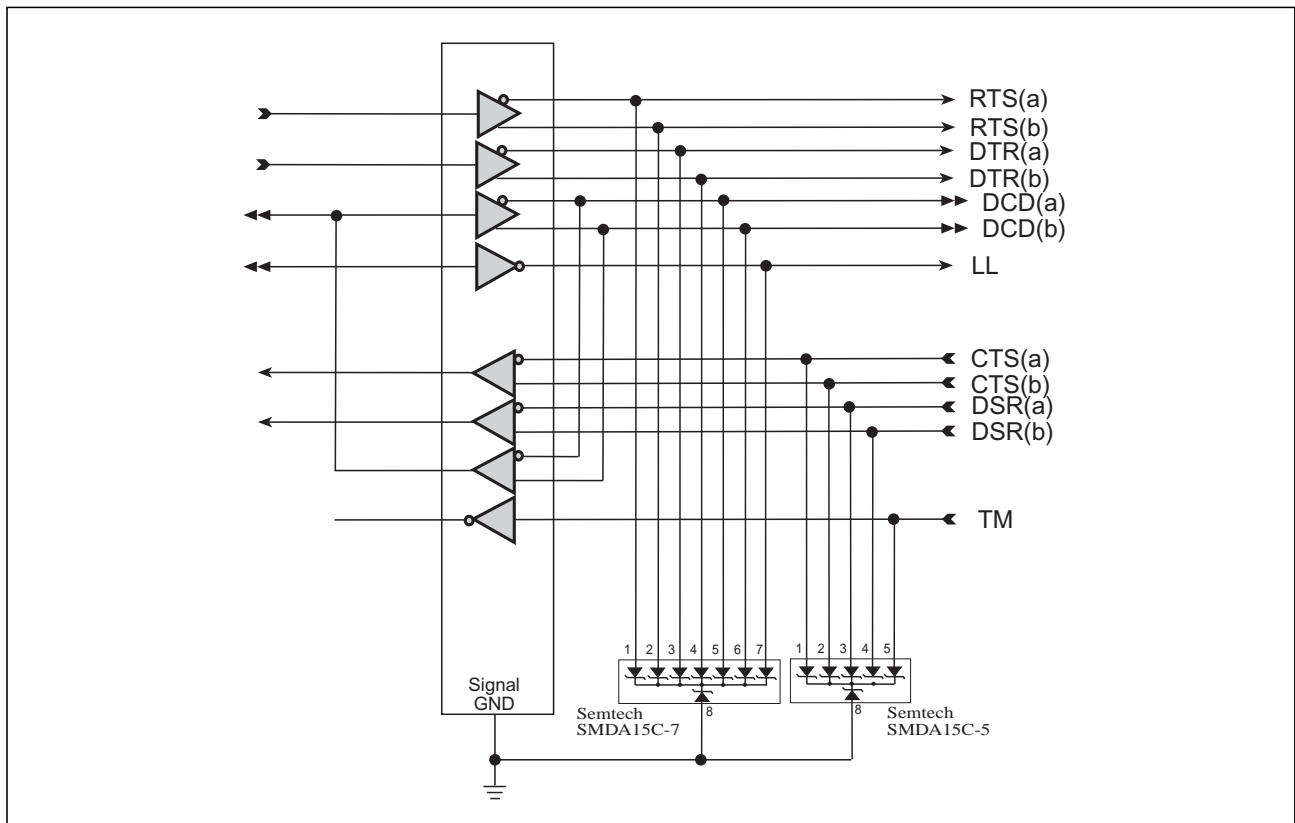 RTS(a)
RTS(b)
DTR(a)
DTR(b)
DCD(a)
DCD(b)
LL
CTS(a)
CTS(b)
DSR(a)
DSR(b)
TM
1 2 3 4 5 6 7
1 2 3 4 5
Signal
GND
8
8
Semtech
SMDA15C-7
Semtech
SMDA15C-5